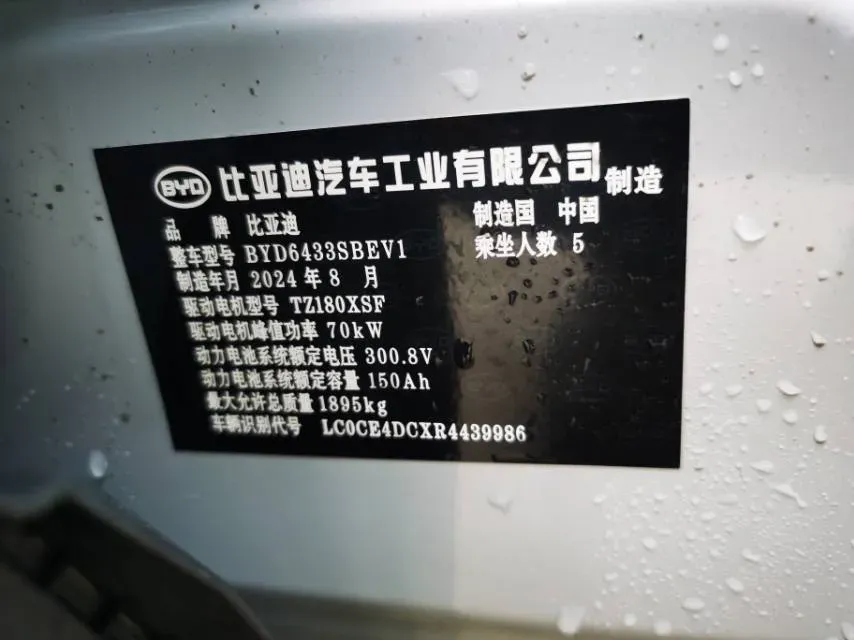 BYD 比亚迪汽车工业有限公司 制造
品 牌 比亚迪 制造国 中国
整车型号 BYD6433SBEV1 乘坐人数 5
制造年月 2024 年 8 月
驱动电机型号 TZ180XSF
驱动电机峰值功率 70kW
动力电池系统额定电压 300.8V
动力电池系统额定容量 150Ah
最大允许总质量 1895kg
车辆识别代号 LC0CE4DCXR4439986